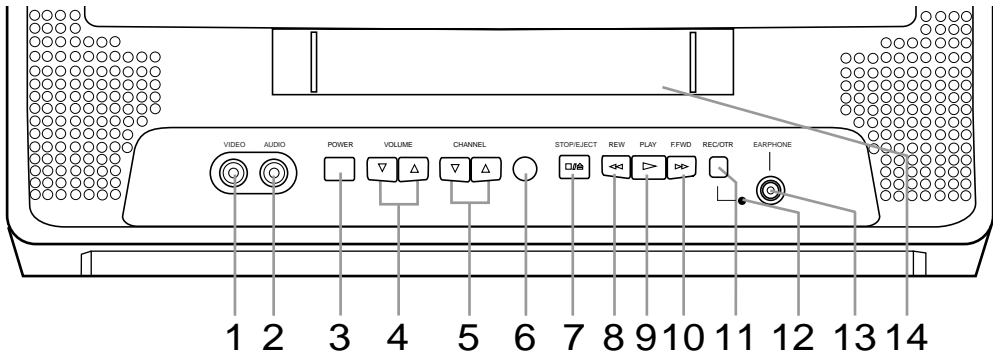 VIDEO AUDIO POWER VOLUME CHANNEL STOP/EJECT REW PLAY F.FWD REC/OTR EARPHONE
1 2 3 4 5 6 7 8 9 10 11 12 13 14